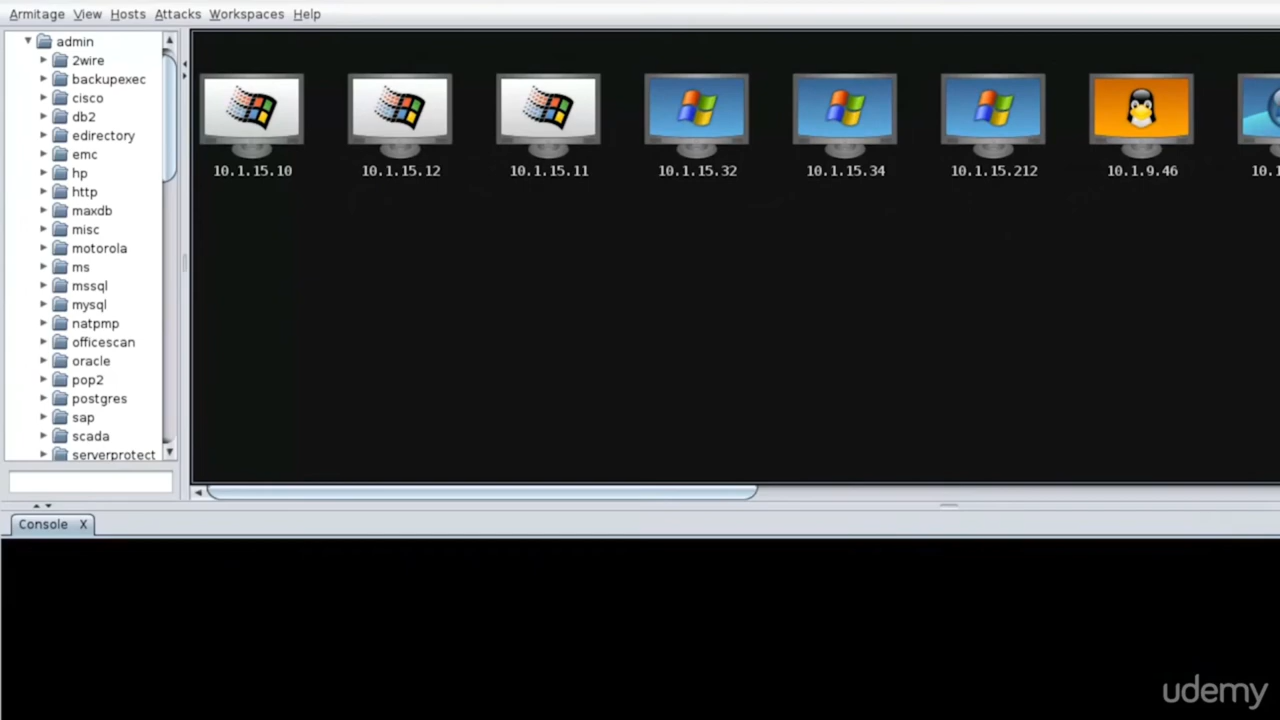 Armitage View Hosts Attacks Workspaces Help
admin
2wire
backupexec
cisco
db2
edirectory
emc
hp
http
maxdb
misc
motorola
ms
mssql
mysql
natpmp
officescan
oracle
pop2
postgres
sap
scada
serverprotect
10.1.15.10 10.1.15.12 10.1.15.11 10.1.15.32 10.1.15.34 10.1.15.212 10.1.9.46
Console X
udemy